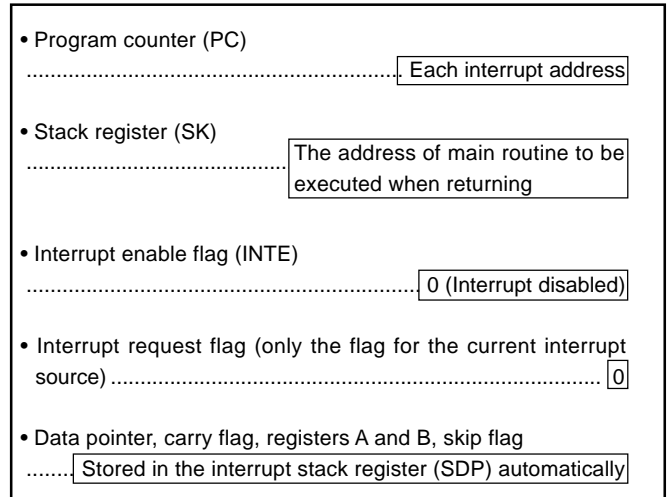 • Program counter (PC)
............................................................... Each interrupt address
• Stack register (SK)
........................................... The address of main routine to be
executed when returning
• Interrupt enable flag (INTE)
.................................................................. 0 (Interrupt disabled)
• Interrupt request flag (only the flag for the current interrupt
source) .................................................................................. 0
• Data pointer, carry flag, registers A and B, skip flag
........ Stored in the interrupt stack register (SDP) automatically